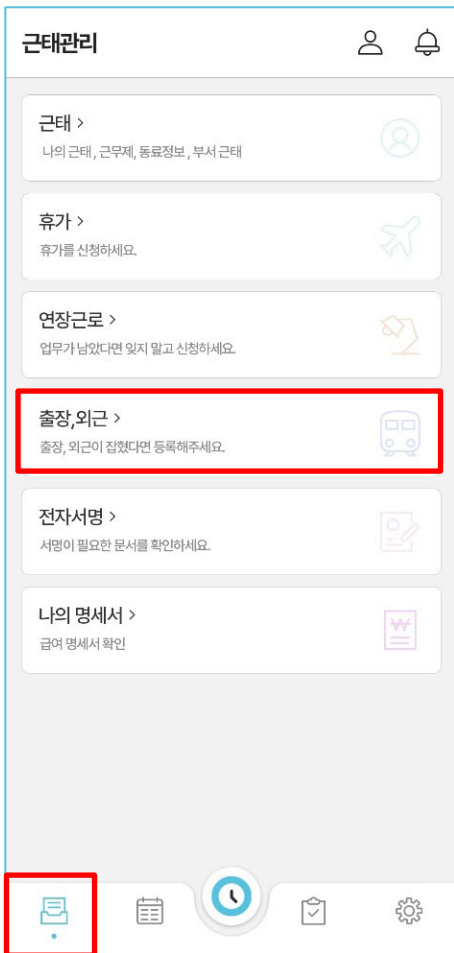 근태관리
근태 >
나의 근태, 근무제, 동료정보, 부서 근태
휴가 >
휴가를 신청하세요.
연장근로 >
업무가 남았다면 잊지 말고 신청하세요.
출장,외근 >
출장, 외근이 잡혔다면 등록해주세요.
전자서명 >
서명이 필요한 문서를 확인하세요.
나의 명세서 >
급여 명세서 확인